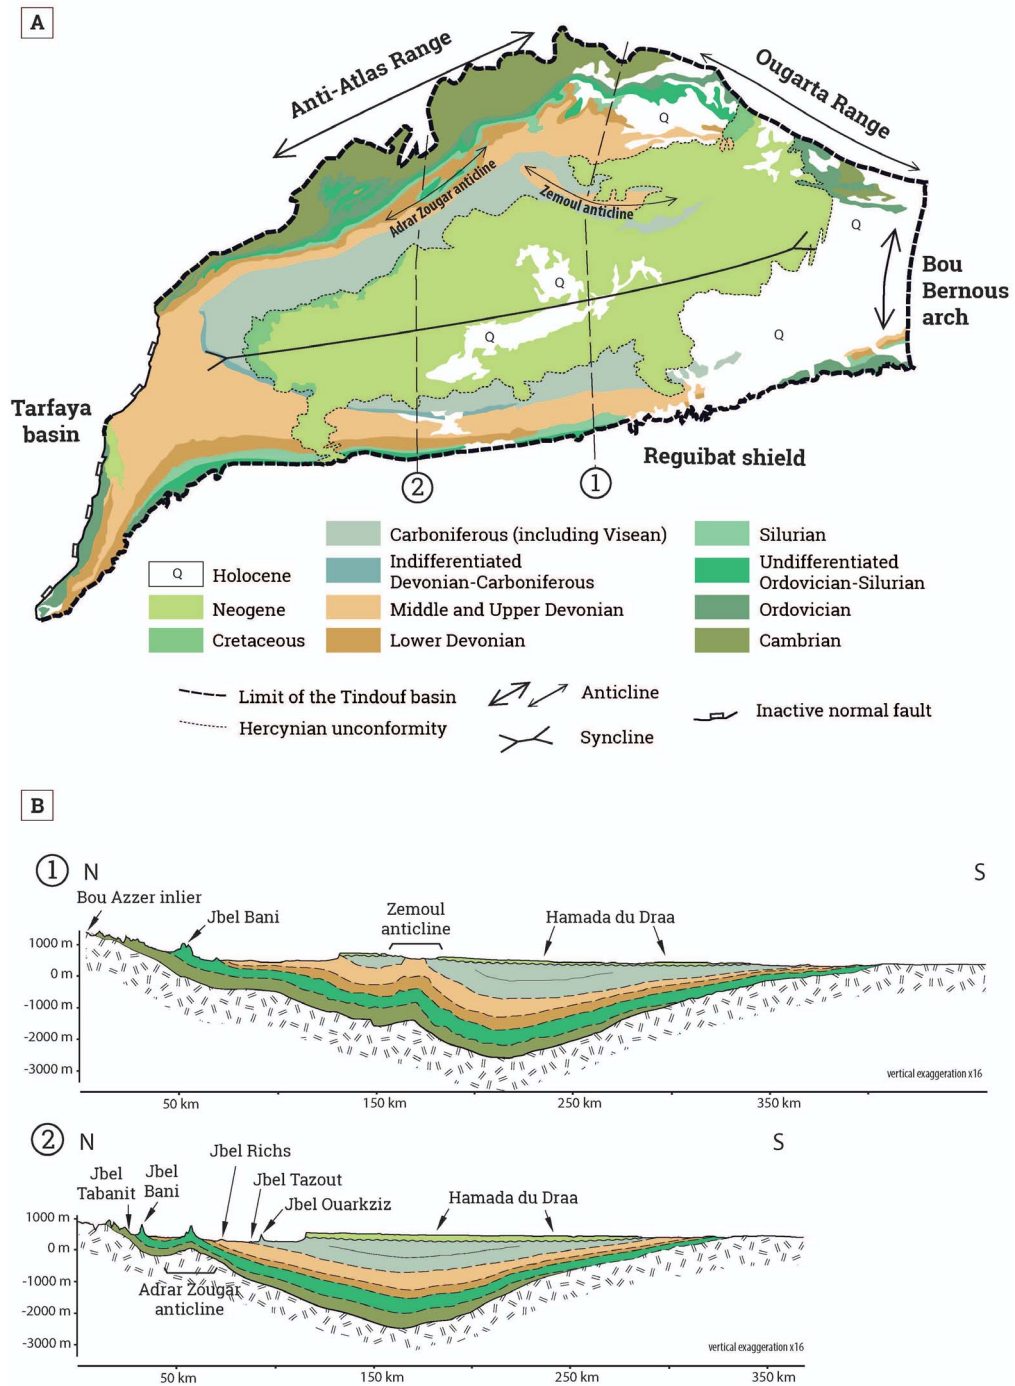 A
Anti-Atlas Range
Ougarta Range
Q
Adrar Zougar anticline
Zemoul anticline
Q
Bou
Bernous
arch
Q
Q
Q
Tarfaya
basin
Reguibat shield
2
1
Q
Holocene
Neogene
Cretaceous
Carboniferous (including Visean)
Indifferentiated
Devonian-Carboniferous
Middle and Upper Devonian
Lower Devonian
Silurian
Undifferentiated
Ordovician-Silurian
Ordovician
Cambrian
Limit of the Tindouf basin
Hercynian unconformity
Anticline
Syncline
Inactive normal fault
B
1 N S
Bou Azzer inlier
Jbel Bani
Zemoul
anticline
Hamada du Draa
1000 m
0 m
-1000 m
-2000 m
-3000 m
vertical exaggeration x16
50 km 150 km 250 km 350 km
2 N S
Jbel
Tabanit
Jbel
Bani
Jbel Richs
Jbel Tazout
Jbel Ouarkziz
Hamada du Draa
1000 m
0 m
-1000 m
-2000 m
-3000 m
Adrar Zougar
anticline
vertical exaggeration x16
50 km 150 km 250 km 350 km